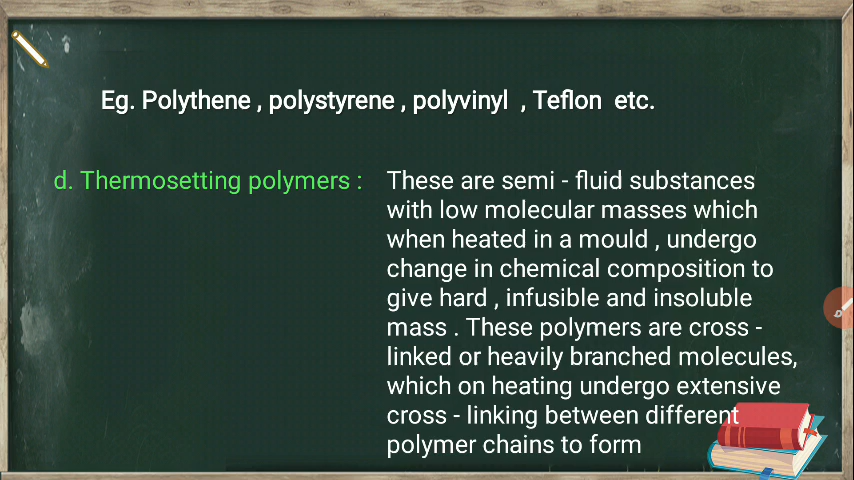 Eg. Polythene , polystyrene , polyvinyl , Teflon etc.
d. Thermosetting polymers : These are semi - fluid substances
with low molecular masses which
when heated in a mould , undergo
change in chemical composition to
give hard , infusible and insoluble
mass . These polymers are cross -
linked or heavily branched molecules,
which on heating undergo extensive
cross - linking between different
polymer chains to form